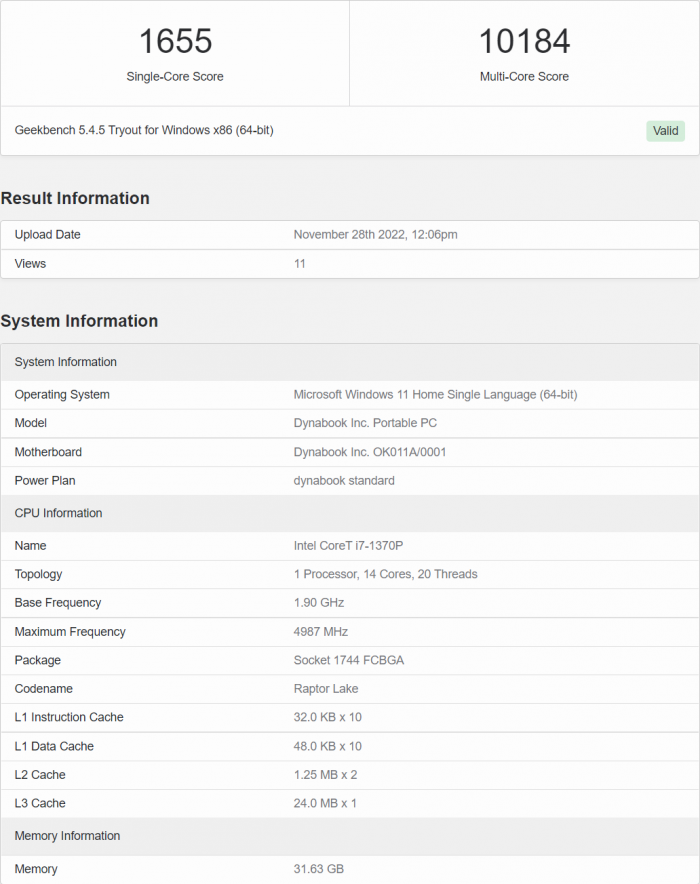 1655
Single-Core Score
10184
Multi-Core Score
Geekbench 5.4.5 Tryout for Windows x86 (64-bit)
Valid
Result Information
Upload Date November 28th 2022, 12:06pm
Views 11
System Information
System Information
Operating System Microsoft Windows 11 Home Single Language (64-bit)
Model Dynabook Inc. Portable PC
Motherboard Dynabook Inc. OK011A/0001
Power Plan dynabook standard
CPU Information
Name Intel CoreT i7-1370P
Topology 1 Processor, 14 Cores, 20 Threads
Base Frequency 1.90 GHz
Maximum Frequency 4987 MHz
Package Socket 1744 FCBGA
Codename Raptor Lake
L1 Instruction Cache 32.0 KB x 10
L1 Data Cache 48.0 KB x 10
L2 Cache 1.25 MB x 2
L3 Cache 24.0 MB x 1
Memory Information
Memory 31.63 GB